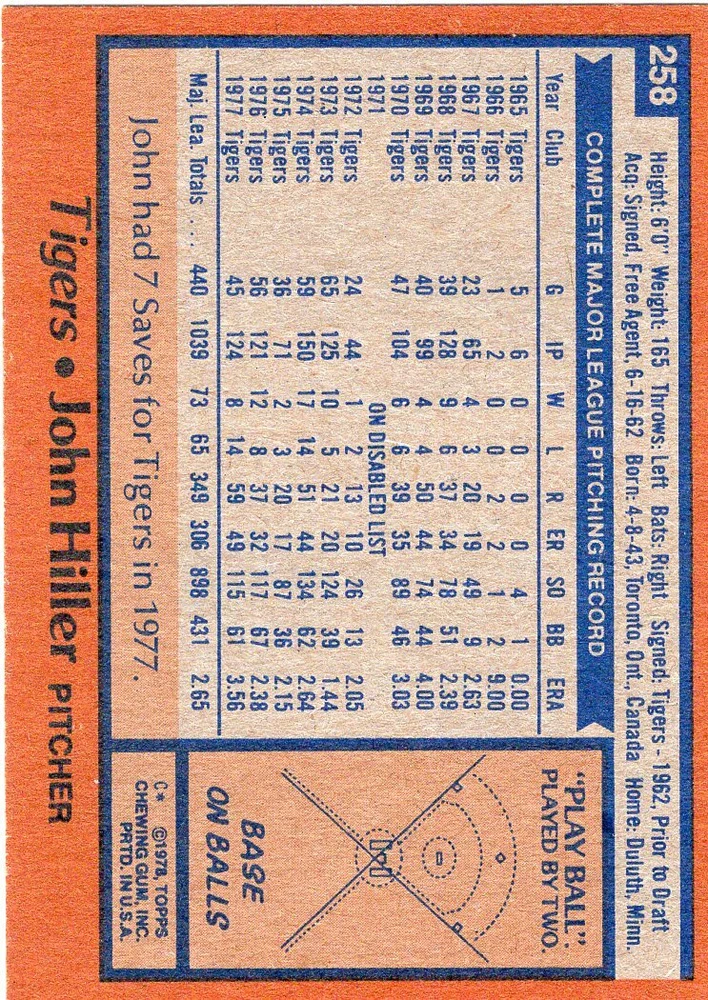 258
Height: 6'0" Weight: 165 Throws: Left Bats: Right Signed: Tigers - 1962, Prior to Draft
Acq: Signed, Free Agent, 6-16-62 Born: 4-8-43, Toronto, Ont., Canada Home: Duluth, Minn.
COMPLETE MAJOR LEAGUE PITCHING RECORD
Year Club G IP W L R ER SO BB ERA
1965 Tigers 5 6 0 0 0 0 4 1 0.00
1966 Tigers 1 2 0 0 2 2 1 2 9.00
1967 Tigers 23 65 4 3 20 19 49 9 2.63
1968 Tigers 39 128 9 6 37 34 78 51 2.39
1969 Tigers 40 99 4 4 50 44 74 44 4.00
1970 Tigers 47 104 6 6 39 35 89 46 3.03
1971 ON DISABLED LIST
1972 Tigers 24 44 1 2 13 10 26 13 2.05
1973 Tigers 65 125 10 5 21 20 124 39 1.44
1974 Tigers 59 150 17 14 51 44 134 62 2.64
1975 Tigers 36 71 2 3 20 17 87 36 2.15
1976 Tigers 56 121 12 8 37 32 117 67 2.38
1977 Tigers 45 124 8 14 59 49 115 61 3.56
Maj. Lea. Totals ... 440 1039 73 65 349 306 898 431 2.65
John had 7 Saves for Tigers in 1977.
"PLAY BALL":
PLAYED BY TWO.
BASE
ON BALLS
C* ©1978, TOPPS
CHEWING GUM, INC.
PRTD. IN U.S.A.
Tigers • John Hiller PITCHER